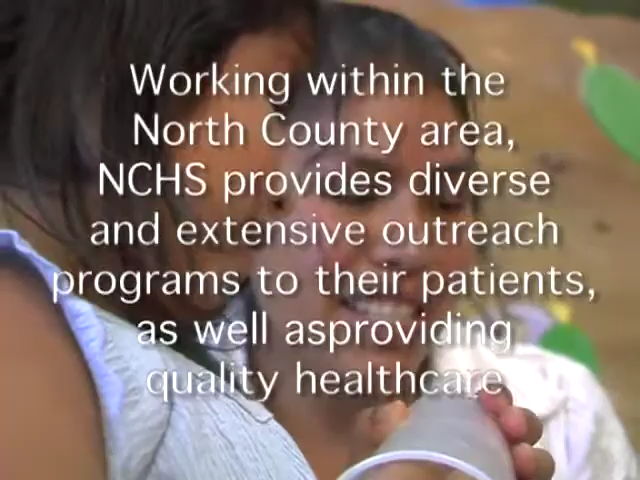 Working within the
North County area,
NCHS provides diverse
and extensive outreach
programs to their patients,
as well asproviding
quality healthcare